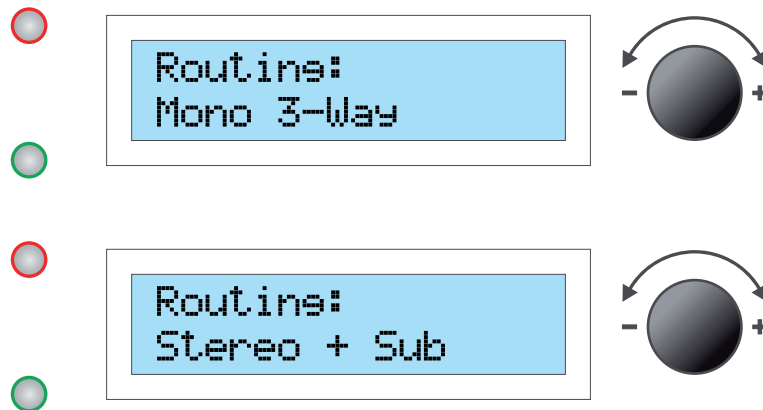 Routing:
Mono 3-Way
- +
Routing:
Stereo + Sub
- +